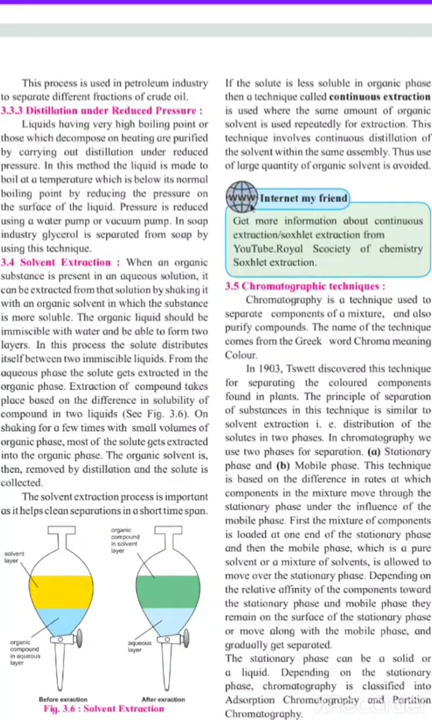 This process is used in petroleum industry
to separate different fractions of crude oil.
3.3.3 Distillation under Reduced Pressure :
Liquids having very high boiling point or
those which decompose on heating are purified
by carrying out distillation under reduced
pressure. In this method the liquid is made to
boil at a temperature which is below its normal
boiling point by reducing the pressure on
the surface of the liquid. Pressure is reduced
using a water pump or vacuum pump. In soap
industry glycerol is separated from soap by
using this technique.
3.4 Solvent Extraction : When an organic
substance is present in an aqueous solution, it
can be extracted from that solution by shaking it
with an organic solvent in which the substance
is more soluble. The organic liquid should be
immiscible with water and be able to form two
layers. In this process the solute distributes
itself between two immiscible liquids. From the
aqueous phase the solute gets extracted in the
organic phase. Extraction of compound takes
place based on the difference in solubility of
compound in two liquids (See Fig. 3.6). On
shaking for a few times with small volumes of
organic phase, most of the solute gets extracted
into the organic phase. The organic solvent is,
then, removed by distillation and the solute is
collected.
The solvent extraction process is important
as it helps clean separations in a short time span.
solvent
layer
organic
compound
in solvent
layer
organic
compound
in aqueous
layer
aqueous
layer
Before exraction
After exraction
Fig. 3.6 : Solvent Extraction
If the solute is less soluble in organic phase
then a technique called continuous extraction
is used where the same amount of organic
solvent is used repeatedly for extraction. This
technique involves continuous distillation of
the solvent within the same assembly. Thus use
of large quantity of organic solvent is avoided.
www Internet my friend
Get more information about continuous
extraction/soxhlet extraction from
YouTube.Royal Scociety of chemistry
Soxhlet extraction.
3.5 Chromatographic techniques :
Chromatography is a technique used to
separate components of a mixture, and also
purify compounds. The name of the technique
comes from the Greek word Chroma meaning
Colour.
In 1903, Tswett discovered this technique
for separating the coloured components
found in plants. The principle of separation
of substances in this technique is similar to
solvent extraction i. e. distribution of the
solutes in two phases. In chromatography we
use two phases for separation. (a) Stationary
phase and (b) Mobile phase. This technique
is based on the difference in rates at which
components in the mixture move through the
stationary phase under the influence of the
mobile phase. First the mixture of components
is loaded at one end of the stationary phase
and then the mobile phase, which is a pure
solvent or a mixture of solvents, is allowed to
move over the stationary phase. Depending on
the relative affinity of the components toward
the stationary phase and mobile phase they
remain on the surface of the stationary phase
or move along with the mobile phase, and
gradually get separated.
The stationary phase can be a solid or
a liquid. Depending on the stationary
phase, chromatography is classified into
Adsorption Chromotography and Partition
Chromatography.